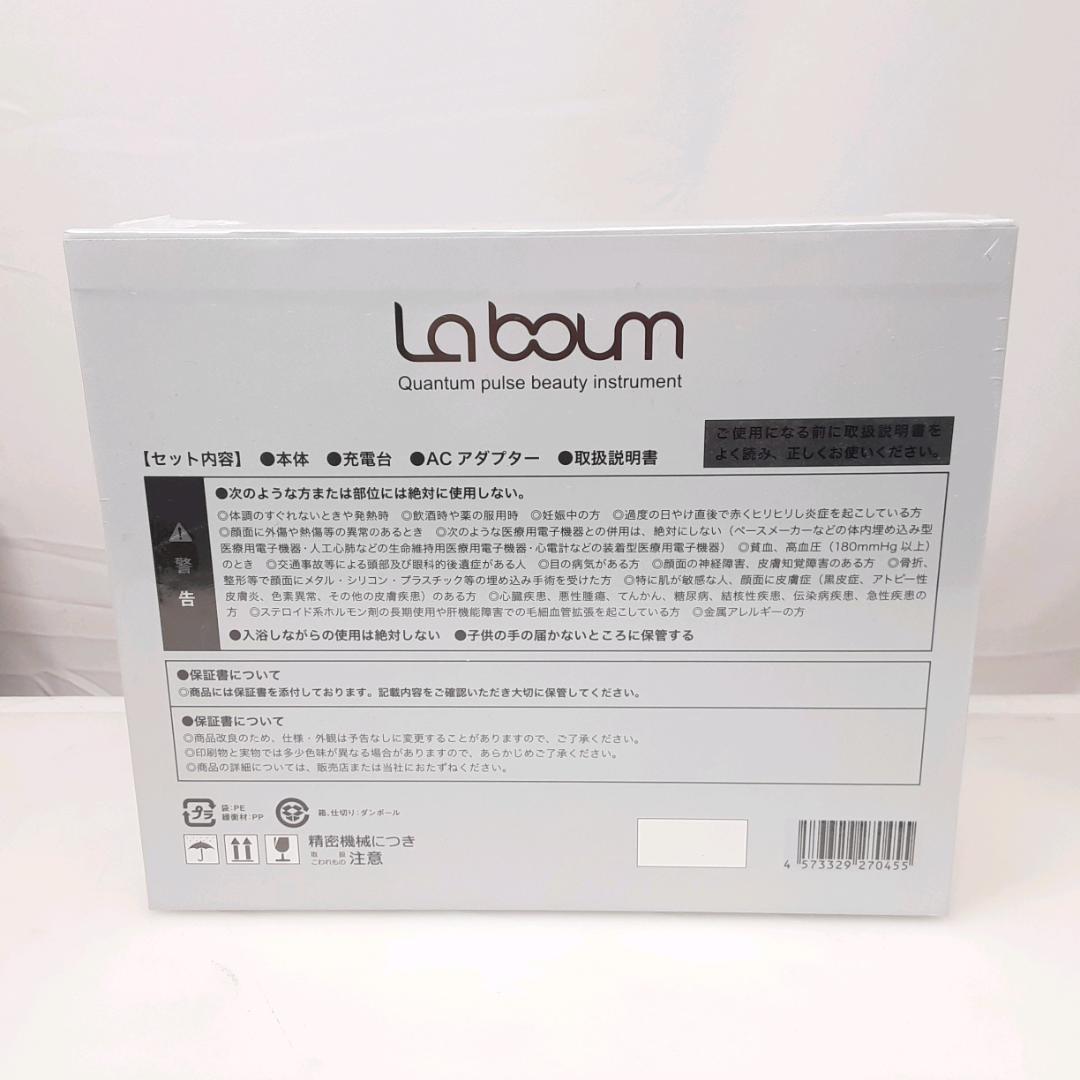 La boum
Quantum pulse beauty instrument
ご使用になる前に取扱説明書を
よく読み、正しくお使いください。
【セット内容】 ●本体 ●充電台 ●AC アダプター ●取扱説明書
警告
●次のような方または部位には絶対に使用しない。
◎体調のすぐれないときや発熱時 ◎飲酒時や薬の服用時 ◎妊娠中の方 ◎過度の日やけ直後で赤くヒリヒリし炎症を起こしている方
◎顔面に外傷や熱傷等の異常のあるとき ◎次のような医療用電子機器との併用は、絶対にしない（ペースメーカーなどの体内埋め込み型
医療用電子機器・人工心肺などの生命維持用医療用電子機器・心電計などの装着型医療用電子機器） ◎貧血、高血圧（180mmHg 以上）
のとき ◎交通事故等による頭部及び眼科的後遺症がある人 ◎目の病気がある方 ◎顔面の神経障害、皮膚知覚障害のある方 ◎骨折、
整形等で顔面にメタル・シリコン・プラスチック等の埋め込み手術を受けた方 ◎特に肌が敏感な人、顔面に皮膚症（黒皮症、アトピー性
皮膚炎、色素異常、その他の皮膚疾患）のある方 ◎心臓疾患、悪性腫瘍、てんかん、糖尿病、結核性疾患、伝染病疾患、急性疾患の
方 ◎ステロイド系ホルモン剤の長期使用や肝機能障害での毛細血管拡張を起こしている方 ◎金属アレルギーの方
●入浴しながらの使用は絶対しない ●子供の手の届かないところに保管する
●保証書について
◎商品には保証書を添付しております。記載内容をご確認いただき大切に保管してください。
●保証書について
◎商品改良のため、仕様・外観は予告なしに変更することがありますので、ご了承ください。
◎印刷物と実物では多少色味が異なる場合がありますので、あらかじめご了承ください。
◎商品の詳細については、販売店または当社におたずねください。
プラ
袋:PE
緩衝材:PP
箱、仕切り:ダンボール
精密機械につき
取扱
こわれもの
注意
4 573329 270455